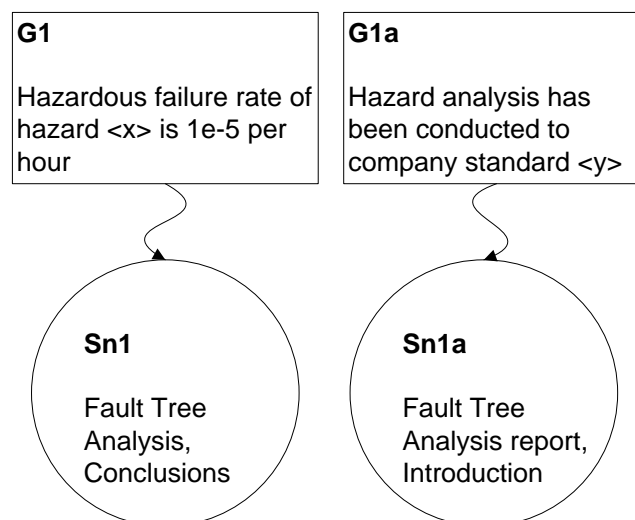 G1
Hazardous failure rate of
hazard <x> is 1e-5 per
hour
G1a
Hazard analysis has
been conducted to
company standard <y>
Sn1
Fault Tree
Analysis,
Conclusions
Sn1a
Fault Tree
Analysis report,
Introduction